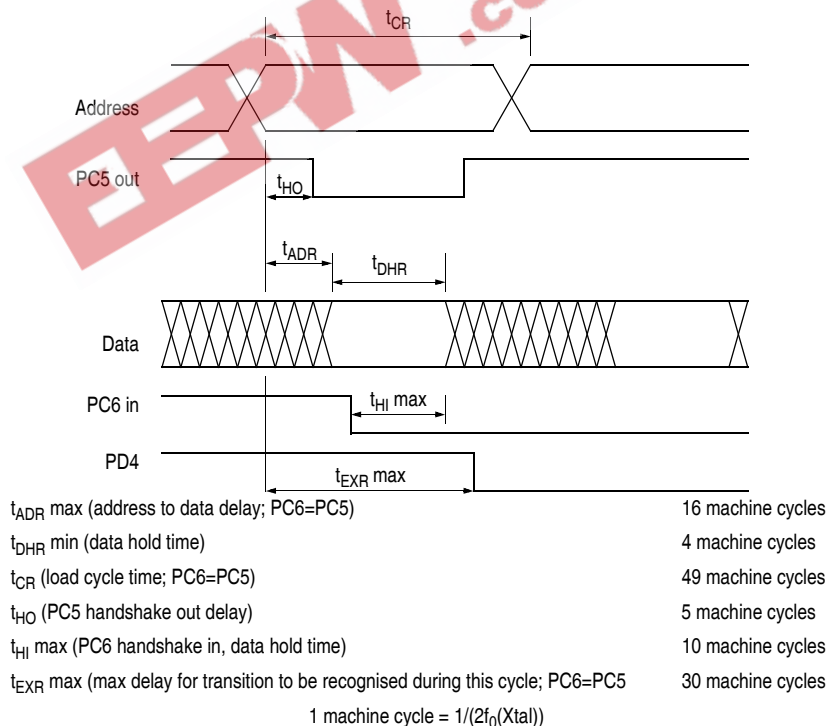 EEPW.co
tCR
Address
PC5 out
tHO
tADR
tDHR
Data
PC6 in
tHI max
PD4
tEXR max
tADR max (address to data delay; PC6=PC5) 16 machine cycles
tDHR min (data hold time) 4 machine cycles
tCR (load cycle time; PC6=PC5) 49 machine cycles
tHO (PC5 handshake out delay) 5 machine cycles
tHI max (PC6 handshake in, data hold time) 10 machine cycles
tEXR max (max delay for transition to be recognised during this cycle; PC6=PC5 30 machine cycles
1 machine cycle = 1/(2f0(Xtal))